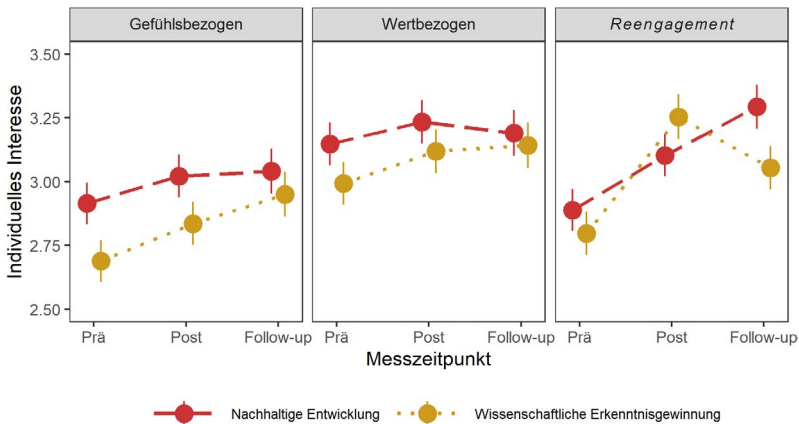 Gefühlsbezogen Wertbezogen Reengagement
Individuelles Interesse
3.50
3.25
3.00
2.75
2.50
Prä Post Follow-up Prä Post Follow-up Prä Post Follow-up
Messzeitpunkt
Nachhaltige Entwicklung Wissenschaftliche Erkenntnisgewinnung